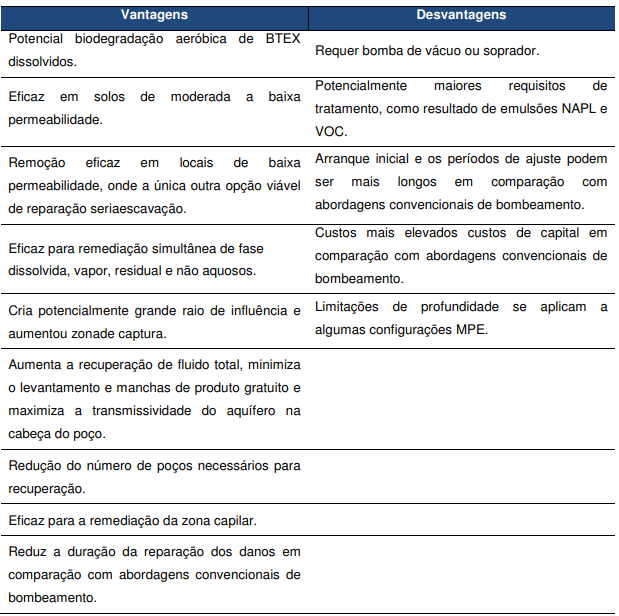 Vantagens Desvantagens
Potencial biodegradação aeróbica de BTEX
dissolvidos.
Requer bomba de vácuo ou soprador.
Eficaz em solos de moderada a baixa
permeabilidade.
Potencialmente maiores requisitos de
tratamento, como resultado de emulsões NAPL e
VOC.
Remoção eficaz em locais de baixa
permeabilidade, onde a única outra opção viável
de reparação seriaescavação.
Arranque inicial e os períodos de ajuste podem
ser mais longos em comparação com
abordagens convencionais de bombeamento.
Eficaz para remediação simultânea de fase
dissolvida, vapor, residual e não aquosos.
Custos mais elevados custos de capital em
comparação com abordagens convencionais de
bombeamento.
Cria potencialmente grande raio de influência e
aumentou zonade captura.
Limitações de profundidade se aplicam a
algumas configurações MPE.
Aumenta a recuperação de fluido total, minimiza
o levantamento e manchas de produto gratuito e
maximiza a transmissividade do aquífero na
cabeça do poço.
Redução do número de poços necessários para
recuperação.
Eficaz para a remediação da zona capilar.
Reduz a duração da reparação dos danos em
comparação com abordagens convencionais de
bombeamento.